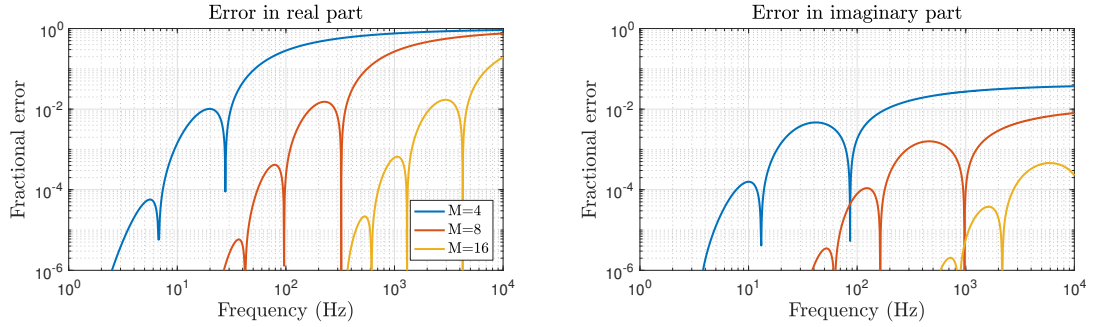 Error in real part
10^0
10^-2
10^-4
10^-6
Fractional error
10^0 10^1 10^2 10^3 10^4
Frequency (Hz)
M=4
M=8
M=16
Error in imaginary part
10^0
10^-2
10^-4
10^-6
Fractional error
10^0 10^1 10^2 10^3 10^4
Frequency (Hz)